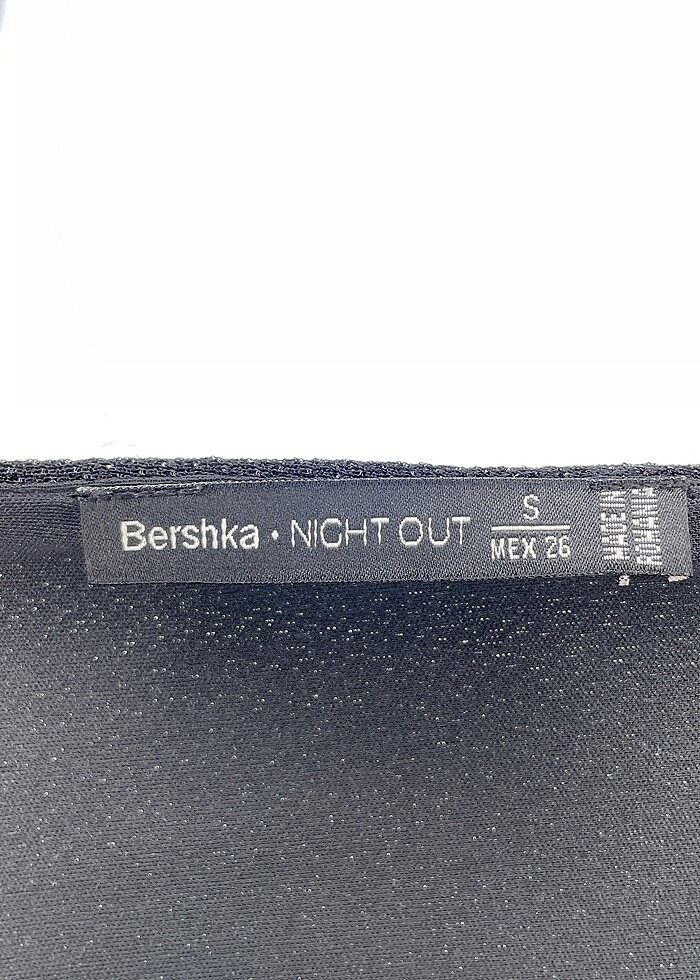 Bershka • NIGHT OUT
S
MEX 26
MADE IN
ROMANIA